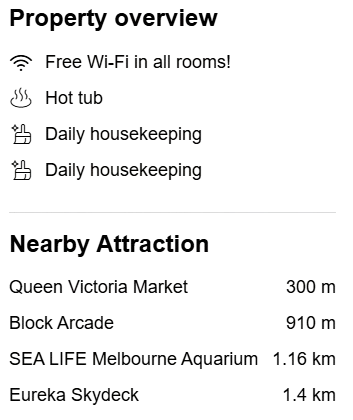 Property overview
Free Wi-Fi in all rooms!
Hot tub
Daily housekeeping
Daily housekeeping
Nearby Attraction
Queen Victoria Market 300 m
Block Arcade 910 m
SEA LIFE Melbourne Aquarium 1.16 km
Eureka Skydeck 1.4 km